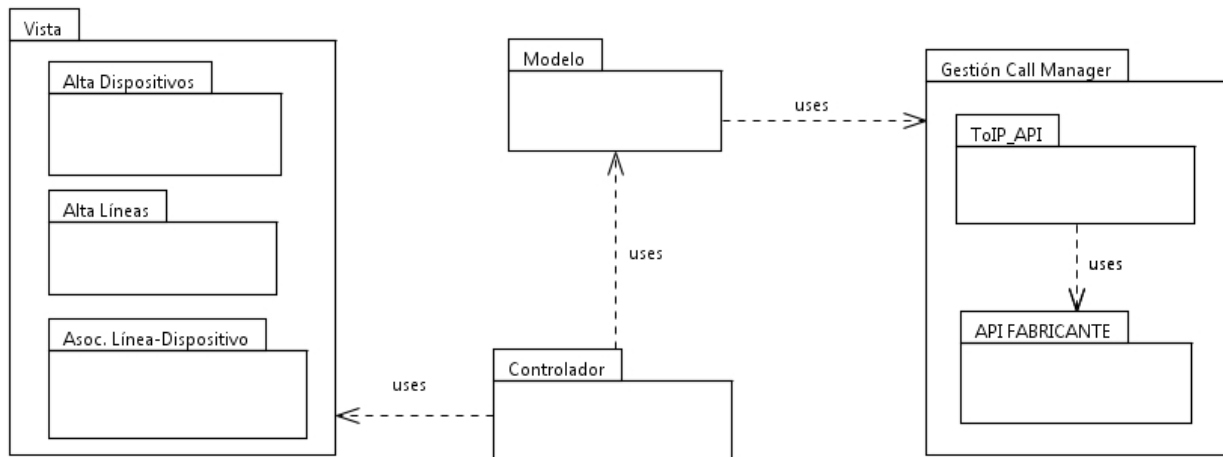 Vista
Alta Dispositivos
Alta Líneas
Asoc. Línea-Dispositivo
Modelo
uses
uses
Controlador
uses
Gestión Call Manager
ToIP_API
uses
API FABRICANTE